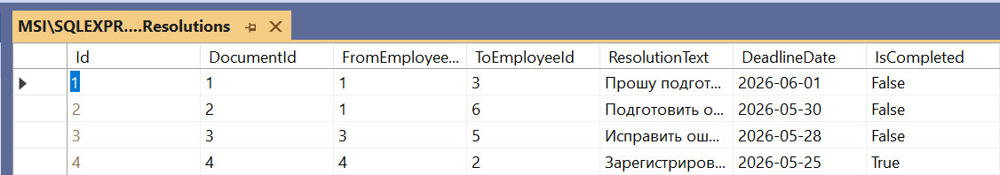 MSI\SQLEXPR....Resolutions
Id DocumentId FromEmployee... ToEmployeeId ResolutionText DeadlineDate IsCompleted
1 1 1 3 Прошу подгот... 2026-06-01 False
2 2 1 6 Подготовить о... 2026-05-30 False
3 3 3 5 Исправить ош... 2026-05-28 False
4 4 4 2 Зарегистриров... 2026-05-25 True